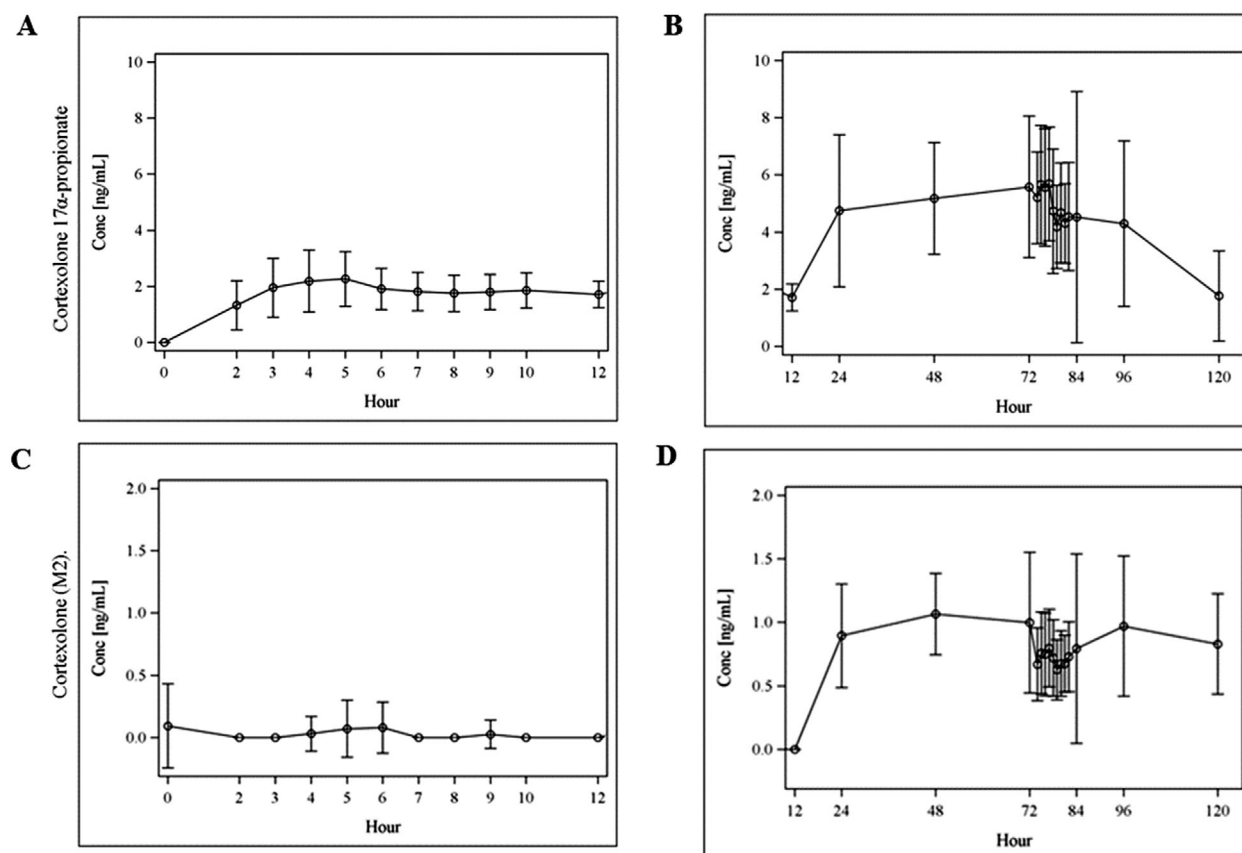 A
Cortexolone 17α-propionate
Conc [ng/mL]
10
8
6
4
2
0
0 2 3 4 5 6 7 8 9 10 12
Hour
B
Conc [ng/mL]
10
8
6
4
2
0
12 24 48 72 84 96 120
Hour
C
Cortexolone (M2).
Conc [ng/mL]
2.0
1.5
1.0
0.5
0.0
0 2 3 4 5 6 7 8 9 10 12
Hour
D
Conc [ng/mL]
2.0
1.5
1.0
0.5
0.0
12 24 48 72 84 96 120
Hour